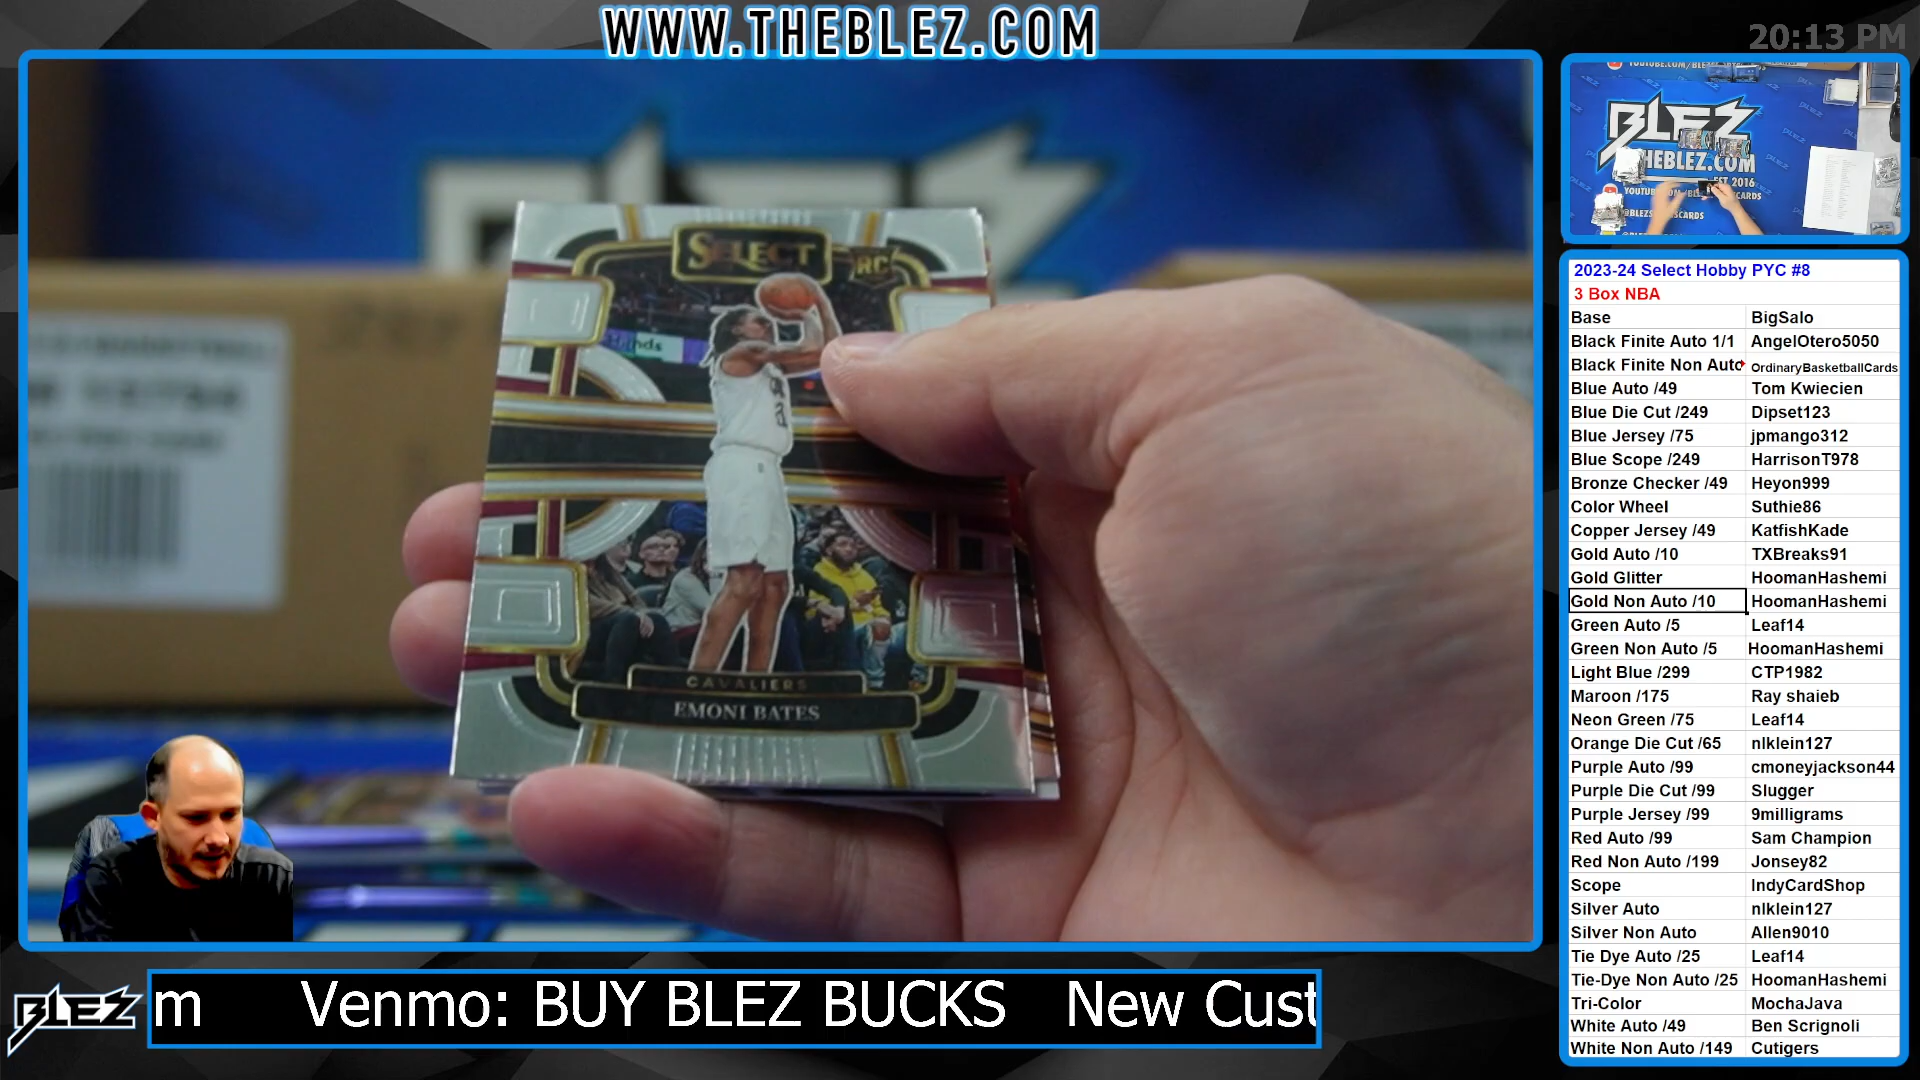 WWW.THEBLEZ.COM
20:13 PM
BLEZ
THEBLEZ.COM
EST 2016
SELECT
RC
CAVALIERS
EMONI BATES
2023-24 Select Hobby PYC #8
3 Box NBA
Base BigSalo
Black Finite Auto 1/1 AngelOtero5050
Black Finite Non Auto OrdinaryBasketballCards
Blue Auto /49 Tom Kwiecien
Blue Die Cut /249 Dipset123
Blue Jersey /75 jpmango312
Blue Scope /249 HarrisonT978
Bronze Checker /49 Heyon999
Color Wheel Suthie86
Copper Jersey /49 KatfishKade
Gold Auto /10 TXBreaks91
Gold Glitter HoomanHashemi
Gold Non Auto /10 HoomanHashemi
Green Auto /5 Leaf14
Green Non Auto /5 HoomanHashemi
Light Blue /299 CTP1982
Maroon /175 Ray shaieb
Neon Green /75 Leaf14
Orange Die Cut /65 nlklein127
Purple Auto /99 cmoneyjackson44
Purple Die Cut /99 Slugger
Purple Jersey /99 9milligrams
Red Auto /99 Sam Champion
Red Non Auto /199 Jonsey82
Scope IndyCardShop
Silver Auto nlklein127
Silver Non Auto Allen9010
Tie Dye Auto /25 Leaf14
Tie-Dye Non Auto /25 HoomanHashemi
Tri-Color MochaJava
White Auto /49 Ben Scrignoli
White Non Auto /149 Cutigers
BLEZ
m Venmo: BUY BLEZ BUCKS New Cust